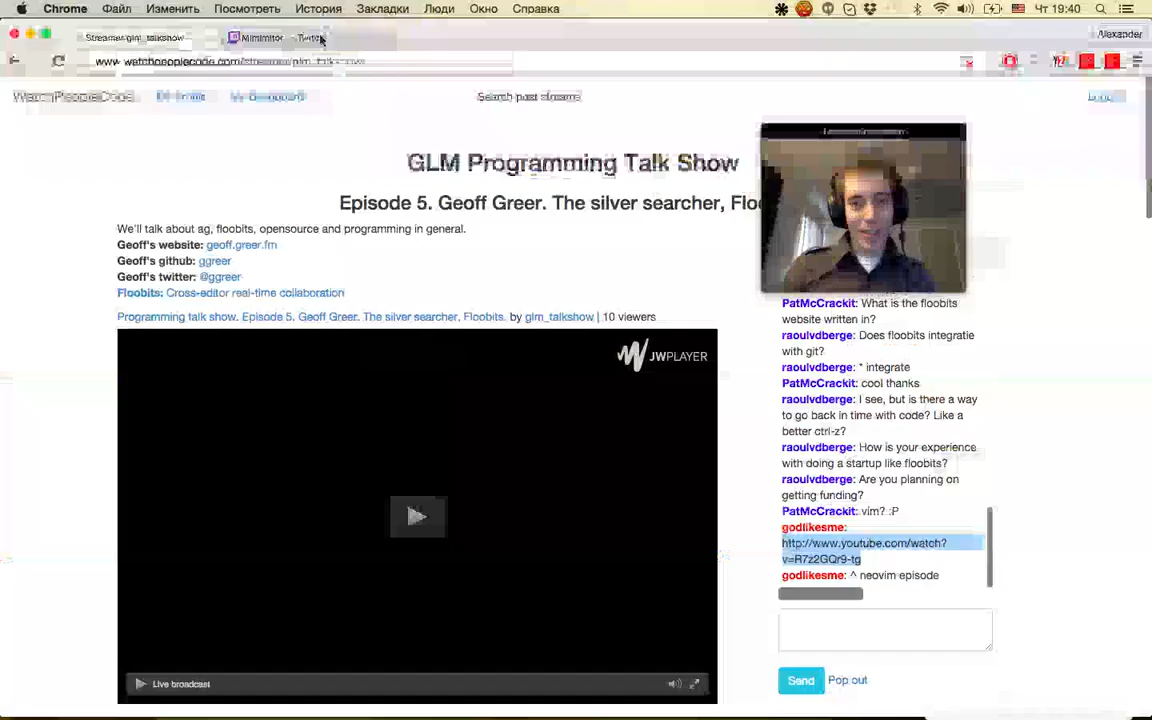 Chrome Файл Изменить Посмотреть История Закладки Люди Окно Справка Чт 19:40
Alexander
GLM Programming Talk Show
Episode 5. Geoff Greer. The silver searcher, Floo
We'll talk about ag, floobits, opensource and programming in general.
Geoff's website: geoff.greer.fm
Geoff's github: ggreer
Geoff's twitter: @ggreer
Floobits: Cross-editor real-time collaboration
Programming talk show. Episode 5. Geoff Greer. The silver searcher, Floobits. by glm_talkshow | 10 viewers
JWPLAYER
Live broadcast
PatMcCrackit: What is the floobits
website written in?
raoulvdberge: Does floobits integratie
with git?
raoulvdberge: * integrate
PatMcCrackit: cool thanks
raoulvdberge: I see, but is there a way
to go back in time with code? Like a
better ctrl-z?
raoulvdberge: How is your experience
with doing a startup like floobits?
raoulvdberge: Are you planning on
getting funding?
PatMcCrackit: vim? :P
godlikesme:
http://www.youtube.com/watch?
v=R7z2GQr9-tg
godlikesme: ^ neovim episode
Send Pop out